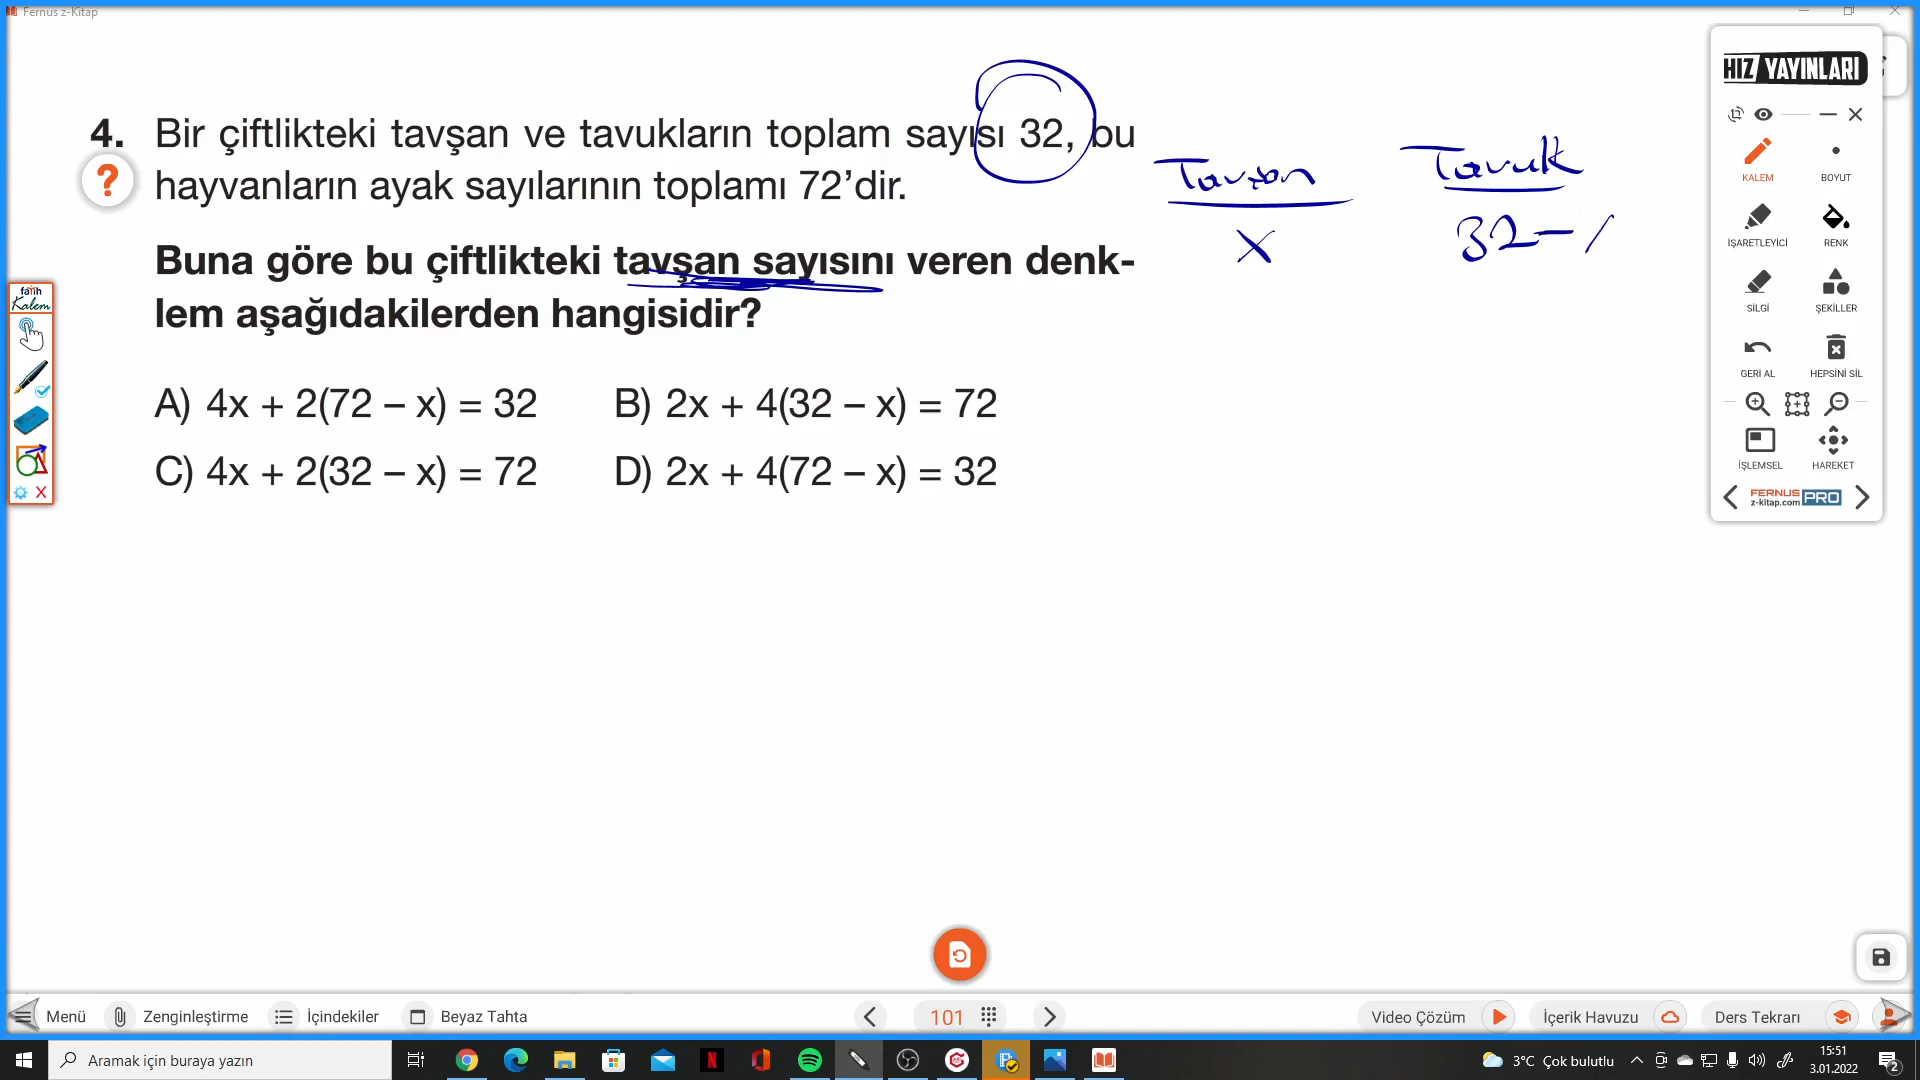 Fernus z-Kitap
4. Bir çiftlikteki tavşan ve tavukların toplam sayısı 32, bu
hayvanların ayak sayılarının toplamı 72'dir.
Buna göre bu çiftlikteki tavşan sayısını veren denk-
lem aşağıdakilerden hangisidir?
A) 4x + 2(72 – x) = 32 B) 2x + 4(32 – x) = 72
C) 4x + 2(32 – x) = 72 D) 2x + 4(72 – x) = 32
Tavşan Tavuk
x 32 –
fatih
Kalem
HIZ YAYINLARI
KALEM BOYUT
İŞARETLEYİCİ RENK
SİLGİ ŞEKİLLER
GERİ AL HEPSİNİ SİL
İŞLEMSEL HAREKET
FERNUS
z-kitap.com PRO
Menü Zenginleştirme İçindekiler Beyaz Tahta 101 Video Çözüm İçerik Havuzu Ders Tekrarı
Aramak için buraya yazın 3°C Çok bulutlu 15:51
3.01.2022 2